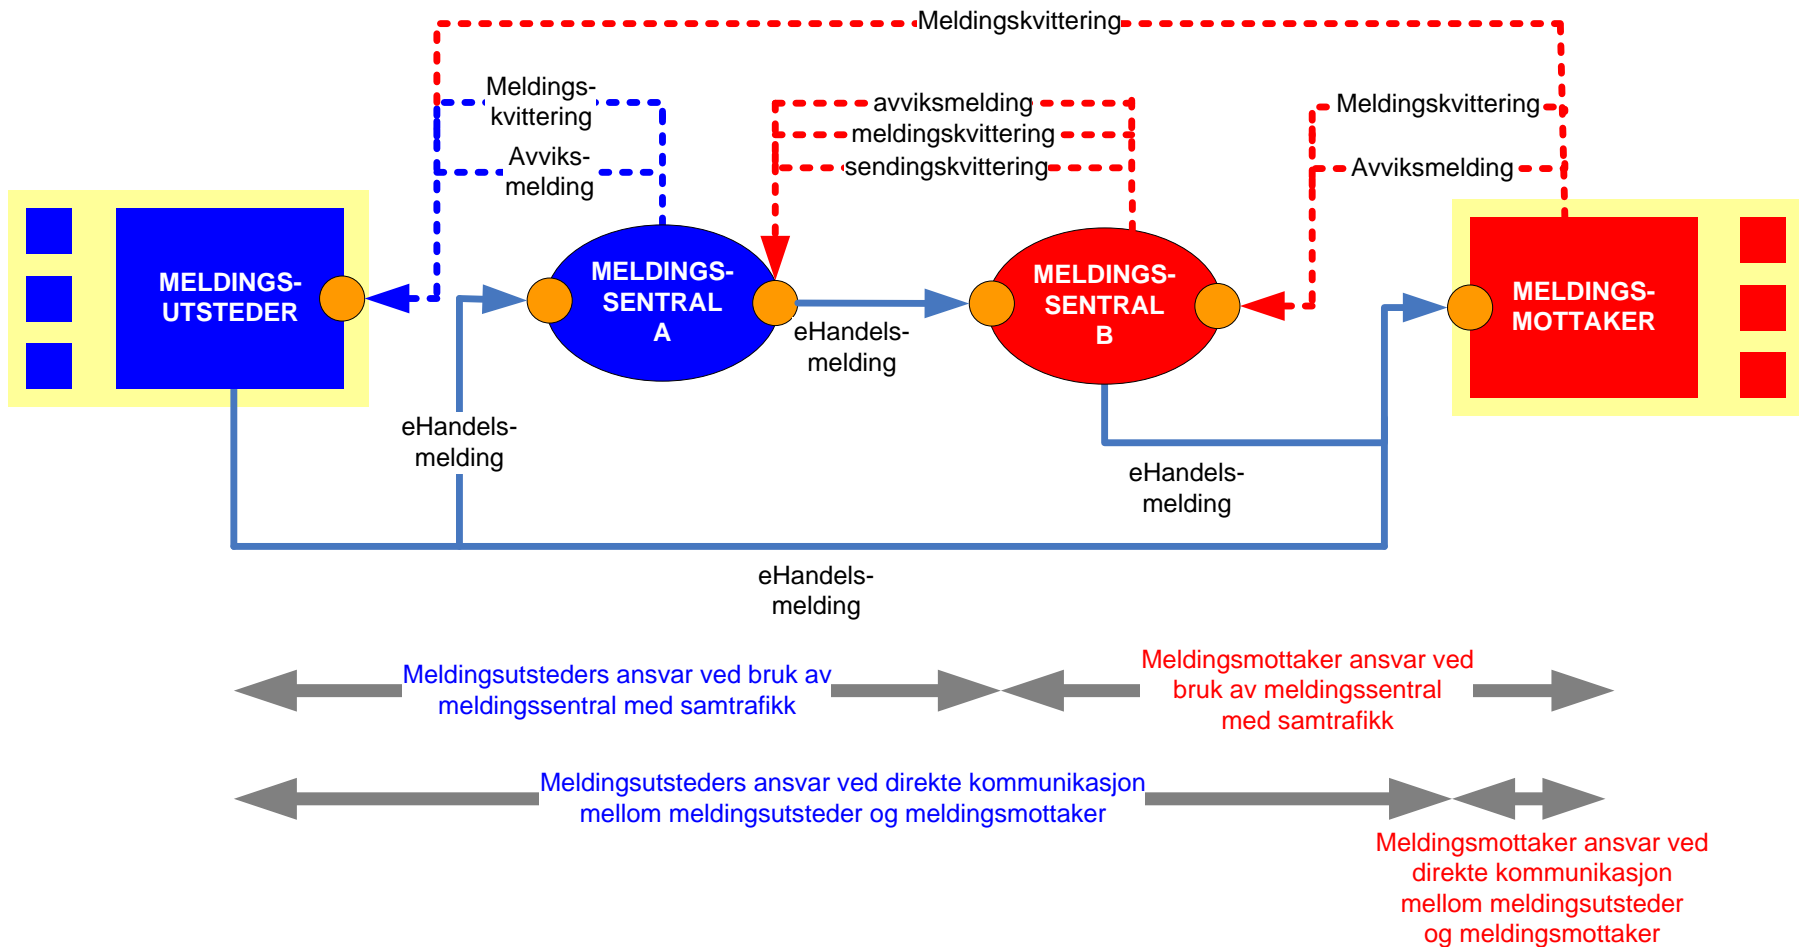 Meldingskvittering
Meldings-
kvittering
avviksmelding
Meldingskvittering
meldingskvittering
Avviks-
melding
sendingskvittering
Avviksmelding
MELDINGS-
UTSTEDER
MELDINGS-
SENTRAL
A
MELDINGS-
SENTRAL
B
MELDINGS-
MOTTAKER
eHandels-
melding
eHandels-
melding
eHandels-
melding
eHandels-
melding
Meldingsutsteders ansvar ved bruk av
meldingssentral med samtrafikk
Meldingsmottaker ansvar ved
bruk av meldingssentral
med samtrafikk
Meldingsutsteders ansvar ved direkte kommunikasjon
mellom meldingsutsteder og meldingsmottaker
Meldingsmottaker ansvar ved
direkte kommunikasjon
mellom meldingsutsteder
og meldingsmottaker